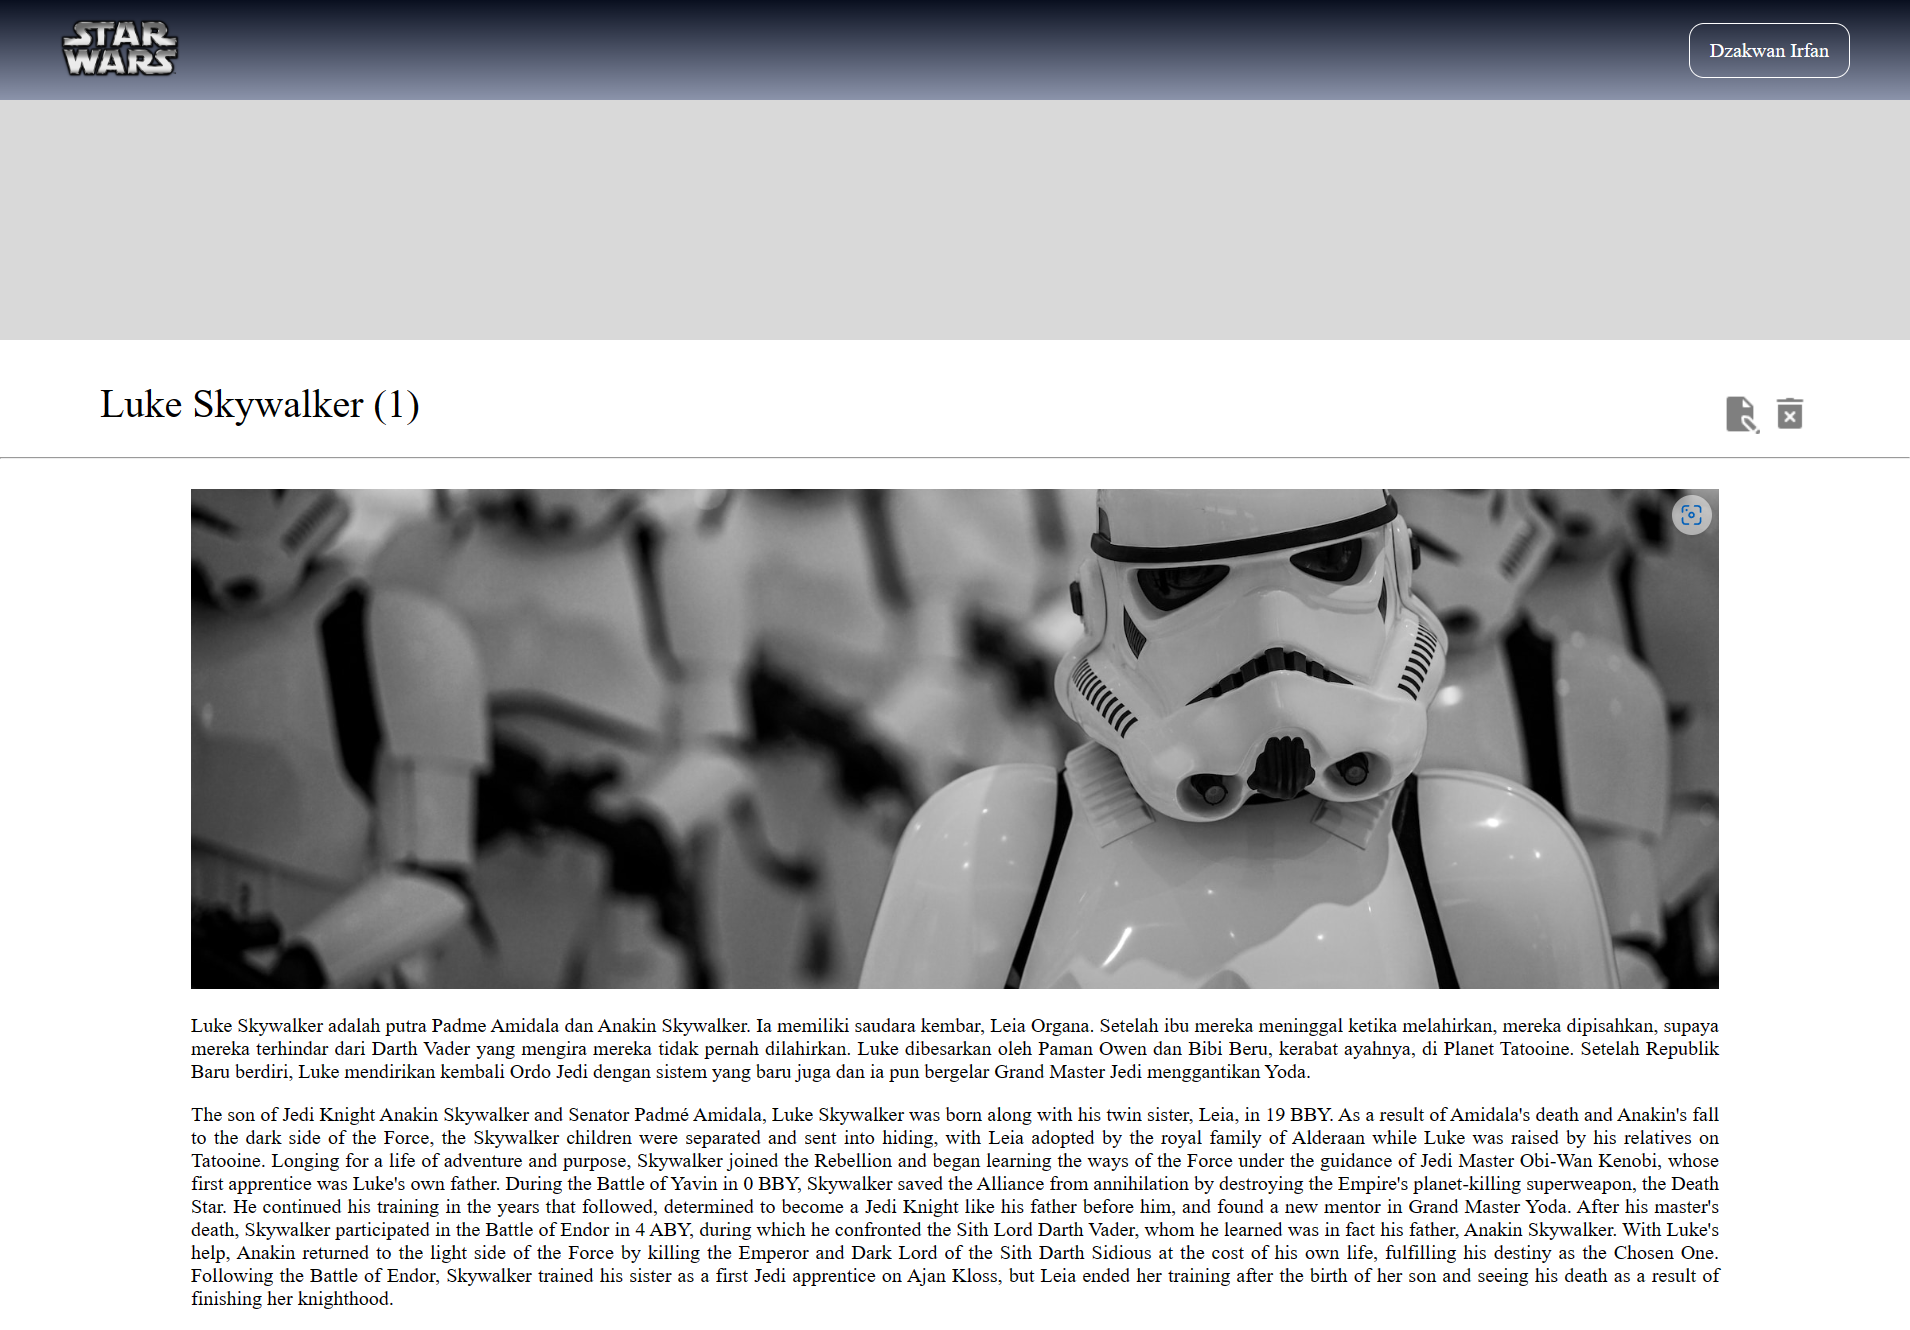 STAR
WARS
Dzakwan Irfan
Luke Skywalker (1)
Luke Skywalker adalah putra Padme Amidala dan Anakin Skywalker. Ia memiliki saudara kembar, Leia Organa. Setelah ibu mereka meninggal ketika melahirkan, mereka dipisahkan, supaya
mereka terhindar dari Darth Vader yang mengira mereka tidak pernah dilahirkan. Luke dibesarkan oleh Paman Owen dan Bibi Beru, kerabat ayahnya, di Planet Tatooine. Setelah Republik
Baru berdiri, Luke mendirikan kembali Ordo Jedi dengan sistem yang baru juga dan ia pun bergelar Grand Master Jedi menggantikan Yoda.
The son of Jedi Knight Anakin Skywalker and Senator Padmé Amidala, Luke Skywalker was born along with his twin sister, Leia, in 19 BBY. As a result of Amidala's death and Anakin's fall
to the dark side of the Force, the Skywalker children were separated and sent into hiding, with Leia adopted by the royal family of Alderaan while Luke was raised by his relatives on
Tatooine. Longing for a life of adventure and purpose, Skywalker joined the Rebellion and began learning the ways of the Force under the guidance of Jedi Master Obi-Wan Kenobi, whose
first apprentice was Luke's own father. During the Battle of Yavin in 0 BBY, Skywalker saved the Alliance from annihilation by destroying the Empire's planet-killing superweapon, the Death
Star. He continued his training in the years that followed, determined to become a Jedi Knight like his father before him, and found a new mentor in Grand Master Yoda. After his master's
death, Skywalker participated in the Battle of Endor in 4 ABY, during which he confronted the Sith Lord Darth Vader, whom he learned was in fact his father, Anakin Skywalker. With Luke's
help, Anakin returned to the light side of the Force by killing the Emperor and Dark Lord of the Sith Darth Sidious at the cost of his own life, fulfilling his destiny as the Chosen One.
Following the Battle of Endor, Skywalker trained his sister as a first Jedi apprentice on Ajan Kloss, but Leia ended her training after the birth of her son and seeing his death as a result of
finishing her knighthood.